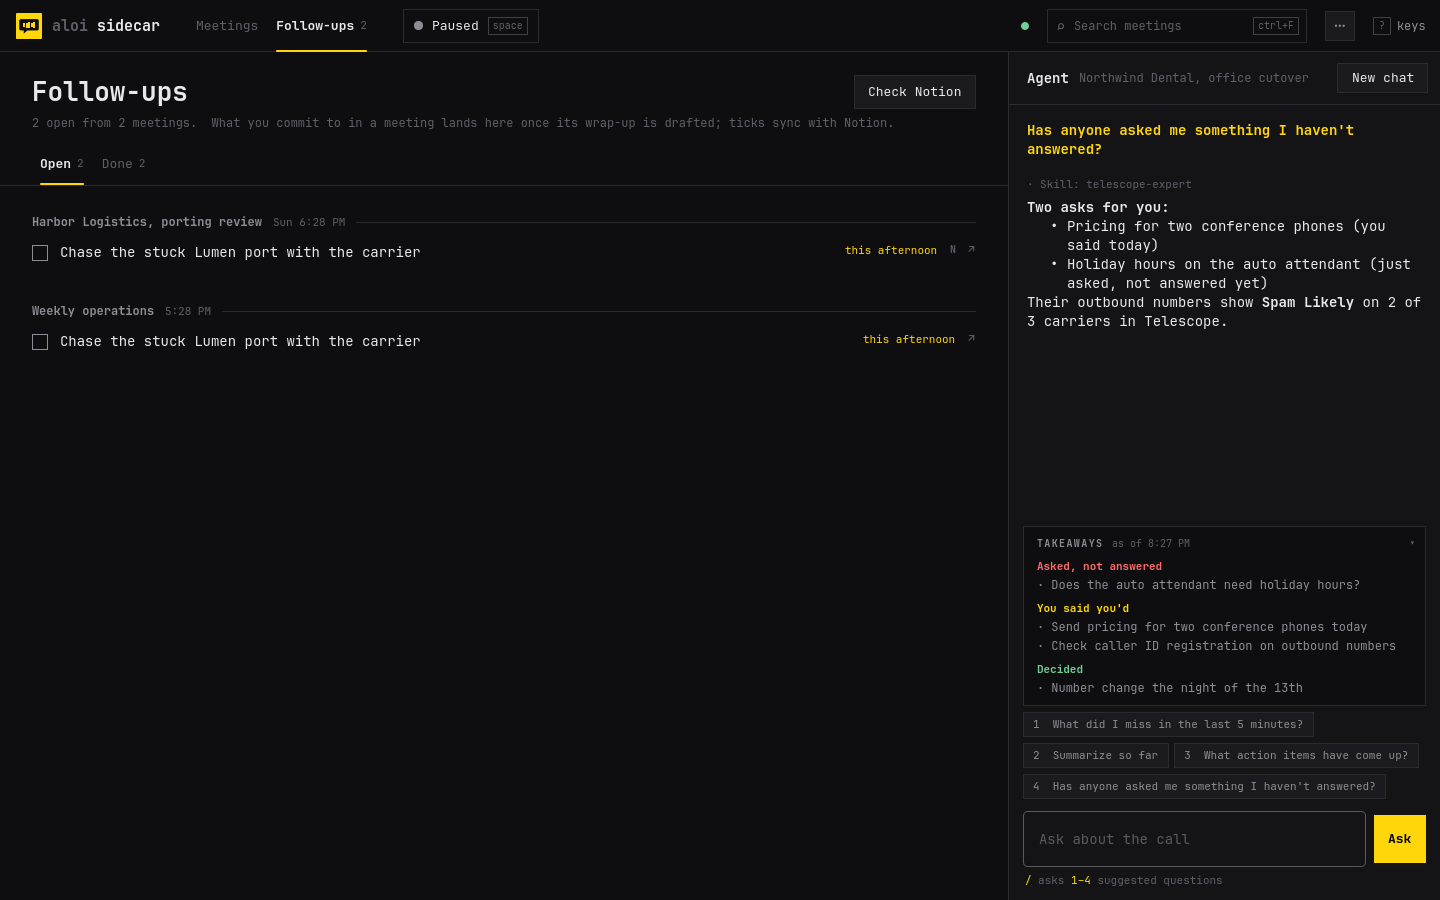 aloi sidecar
Meetings
Follow-ups 2
Paused space
Search meetings ctrl+F
? keys
Follow-ups
Check Notion
2 open from 2 meetings. What you commit to in a meeting lands here once its wrap-up is drafted; ticks sync with Notion.
Open 2
Done 2
Harbor Logistics, porting review Sun 6:28 PM
Chase the stuck Lumen port with the carrier
this afternoon N ↗
Weekly operations 5:28 PM
Chase the stuck Lumen port with the carrier
this afternoon ↗
Agent Northwind Dental, office cutover
New chat
Has anyone asked me something I haven't
answered?
· Skill: telescope-expert
Two asks for you:
• Pricing for two conference phones (you
said today)
• Holiday hours on the auto attendant (just
asked, not answered yet)
Their outbound numbers show Spam Likely on 2 of
3 carriers in Telescope.
TAKEAWAYS as of 8:27 PM
Asked, not answered
· Does the auto attendant need holiday hours?
You said you'd
· Send pricing for two conference phones today
· Check caller ID registration on outbound numbers
Decided
· Number change the night of the 13th
1 What did I miss in the last 5 minutes?
2 Summarize so far
3 What action items have come up?
4 Has anyone asked me something I haven't answered?
Ask about the call
Ask
/ asks 1-4 suggested questions